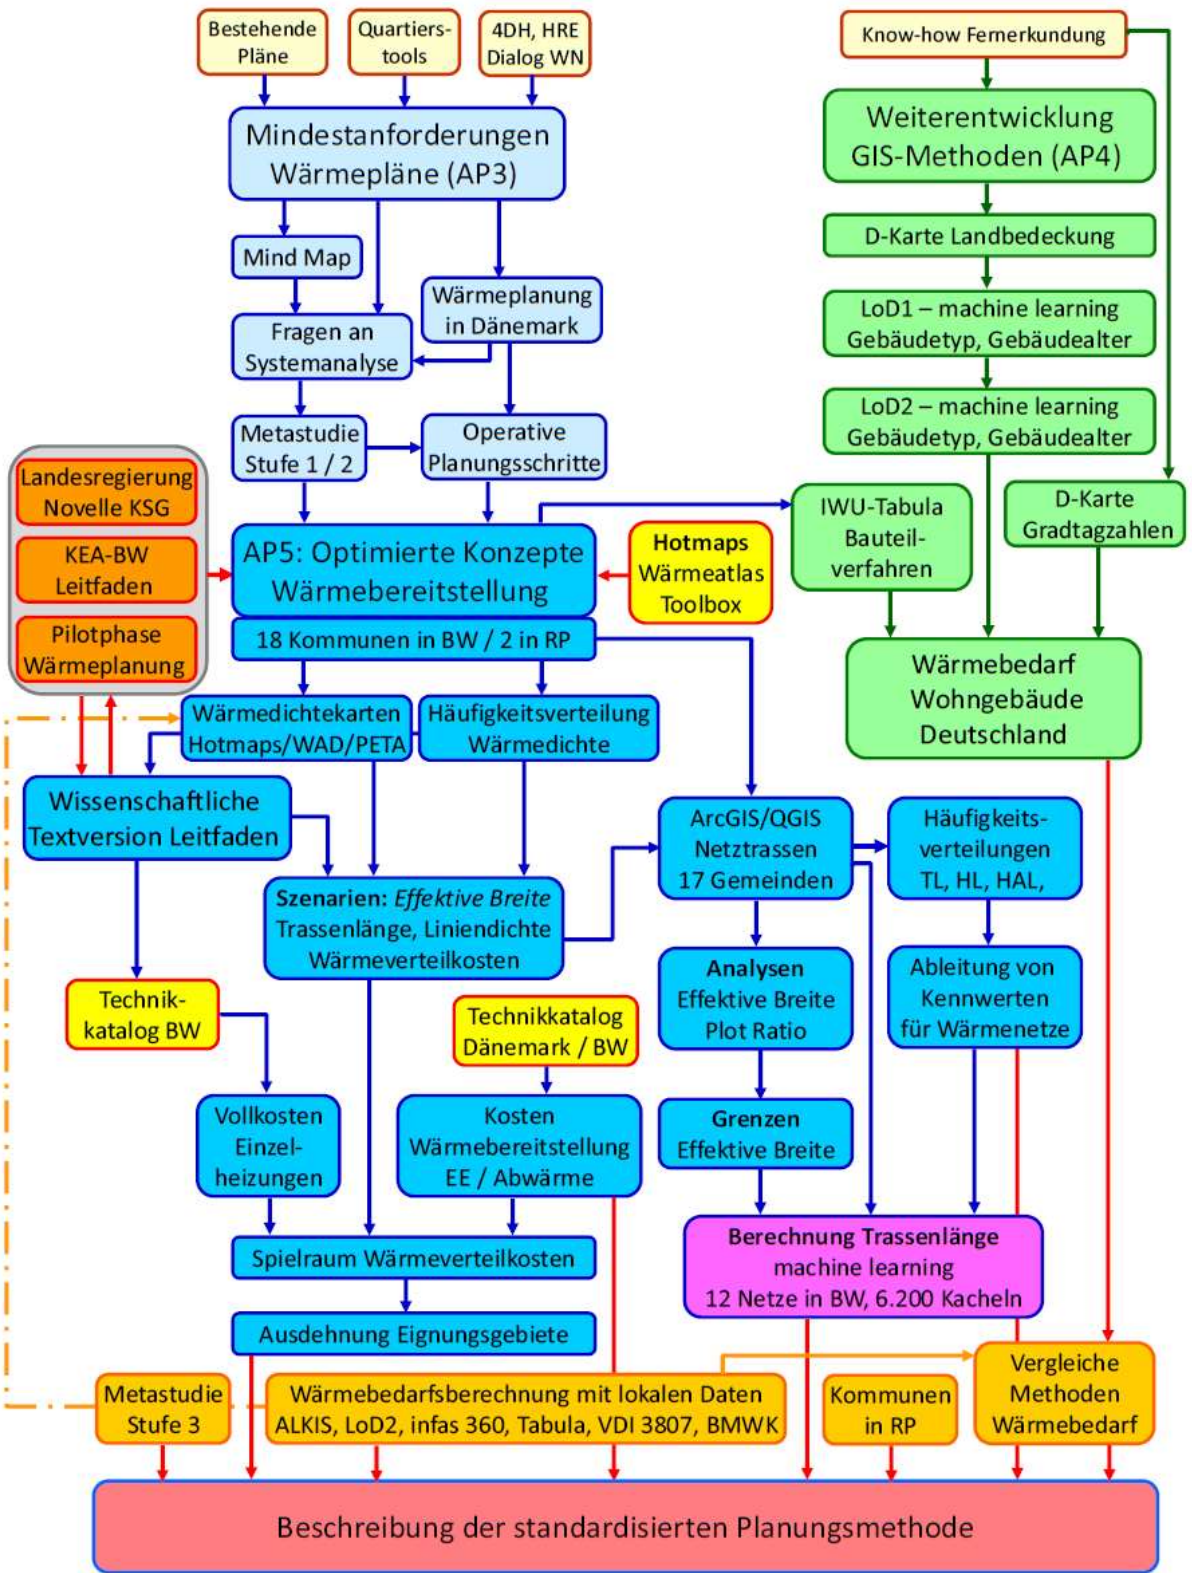 Bestehende
Pläne
Quartiers-
tools
4DH, HRE
Dialog WN
Know-how Fernerkundung
Mindestanforderungen
Wärmepläne (AP3)
Weiterentwicklung
GIS-Methoden (AP4)
Mind Map
D-Karte Landbedeckung
Wärmeplanung
in Dänemark
Fragen an
Systemanalyse
LoD1 – machine learning
Gebäudetyp, Gebäudealter
LoD2 – machine learning
Gebäudetyp, Gebäudealter
Metastudie
Stufe 1 / 2
Operative
Planungsschritte
Landesregierung
Novelle KSG
KEA-BW
Leitfaden
Pilotphase
Wärmeplanung
AP5: Optimierte Konzepte
Wärmebereitstellung
Hotmaps
Wärmeatlas
Toolbox
IWU-Tabula
Bauteil-
verfahren
D-Karte
Gradtagzahlen
18 Kommunen in BW / 2 in RP
Wärmebedarf
Wohngebäude
Deutschland
Wärmedichtekarten
Hotmaps/WAD/PETA
Häufigkeitsverteilung
Wärmedichte
Wissenschaftliche
Textversion Leitfaden
ArcGIS/QGIS
Netztrassen
17 Gemeinden
Häufigkeits-
verteilungen
TL, HL, HAL,
Szenarien: Effektive Breite
Trassenlänge, Liniendichte
Wärmeverteilkosten
Analysen
Effektive Breite
Plot Ratio
Ableitung von
Kennwerten
für Wärmenetze
Technik-
katalog BW
Technikkatalog
Dänemark / BW
Vollkosten
Einzel-
heizungen
Kosten
Wärmebereitstellung
EE / Abwärme
Grenzen
Effektive Breite
Spielraum Wärmeverteilkosten
Berechnung Trassenlänge
machine learning
12 Netze in BW, 6.200 Kacheln
Ausdehnung Eignungsgebiete
Metastudie
Stufe 3
Wärmebedarfsberechnung mit lokalen Daten
ALKIS, LoD2, infas 360, Tabula, VDI 3807, BMWK
Kommunen
in RP
Vergleiche
Methoden
Wärmebedarf
Beschreibung der standardisierten Planungsmethode